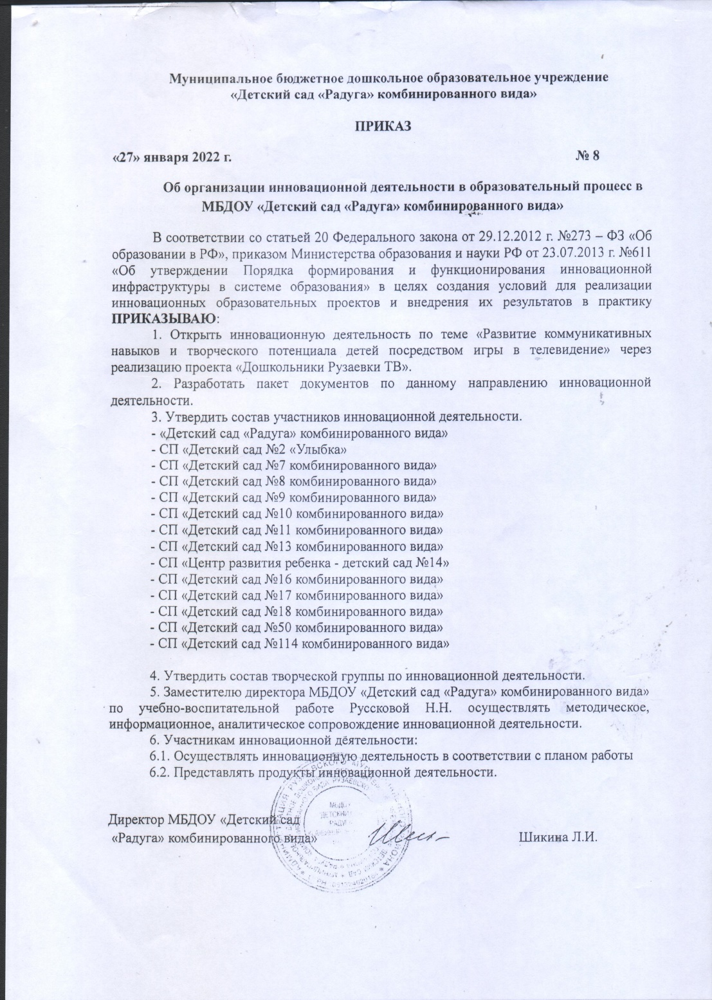 Муниципальное бюджетное дошкольное образовательное учреждение
«Детский сад «Радуга» комбинированного вида»
ПРИКАЗ
«27» января 2022 г. № 8
Об организации инновационной деятельности в образовательный процесс в
МБДОУ «Детский сад «Радуга» комбинированного вида»
В соответствии со статьей 20 Федерального закона от 29.12.2012 г. №273 – ФЗ «Об
образовании в РФ», приказом Министерства образования и науки РФ от 23.07.2013 г. №611
«Об утверждении Порядка формирования и функционирования инновационной
инфраструктуры в системе образования» в целях создания условий для реализации
инновационных образовательных проектов и внедрения их результатов в практику
ПРИКАЗЫВАЮ:
1. Открыть инновационную деятельность по теме «Развитие коммуникативных
навыков и творческого потенциала детей посредством игры в телевидение» через
реализацию проекта «Дошкольники Рузаевки ТВ».
2. Разработать пакет документов по данному направлению инновационной
деятельности.
3. Утвердить состав участников инновационной деятельности.
- «Детский сад «Радуга» комбинированного вида»
- СП «Детский сад №2 «Улыбка»
- СП «Детский сад №7 комбинированного вида»
- СП «Детский сад №8 комбинированного вида»
- СП «Детский сад №9 комбинированного вида»
- СП «Детский сад №10 комбинированного вида»
- СП «Детский сад №11 комбинированного вида»
- СП «Детский сад №13 комбинированного вида»
- СП «Центр развития ребенка - детский сад №14»
- СП «Детский сад №16 комбинированного вида»
- СП «Детский сад №17 комбинированного вида»
- СП «Детский сад №18 комбинированного вида»
- СП «Детский сад №50 комбинированного вида»
- СП «Детский сад №114 комбинированного вида»
4. Утвердить состав творческой группы по инновационной деятельности.
5. Заместителю директора МБДОУ «Детский сад «Радуга» комбинированного вида»
по учебно-воспитательной работе Руссковой Н.Н. осуществлять методическое,
информационное, аналитическое сопровождение инновационной деятельности.
6. Участникам инновационной деятельности:
6.1. Осуществлять инновационную деятельность в соответствии с планом работы
6.2. Представлять продукты инновационной деятельности.
Директор МБДОУ «Детский сад
«Радуга» комбинированного вида» Шикина Л.И.